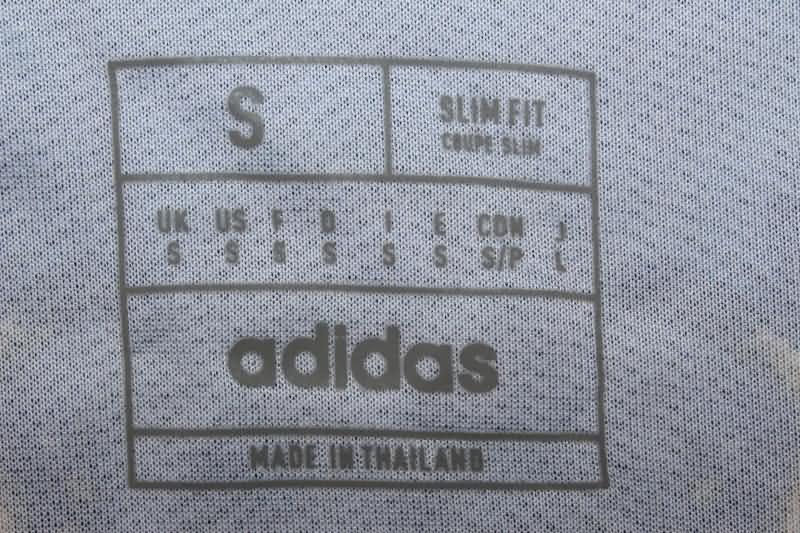 S
SLIM FIT
COUPE SLIM
UK US F D I E CDN J
S S S S S S S/P L
adidas
MADE IN THAILAND